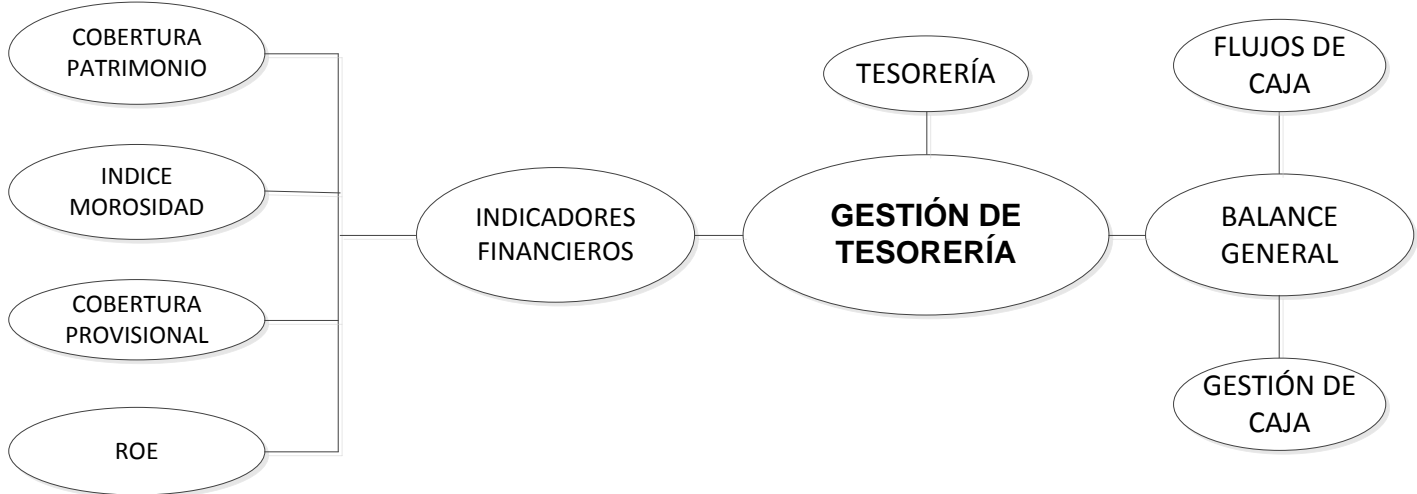 COBERTURA
PATRIMONIO
INDICE
MOROSIDAD
COBERTURA
PROVISIONAL
ROE
INDICADORES
FINANCIEROS
TESORERÍA
GESTIÓN DE
TESORERÍA
FLUJOS DE
CAJA
BALANCE
GENERAL
GESTIÓN DE
CAJA